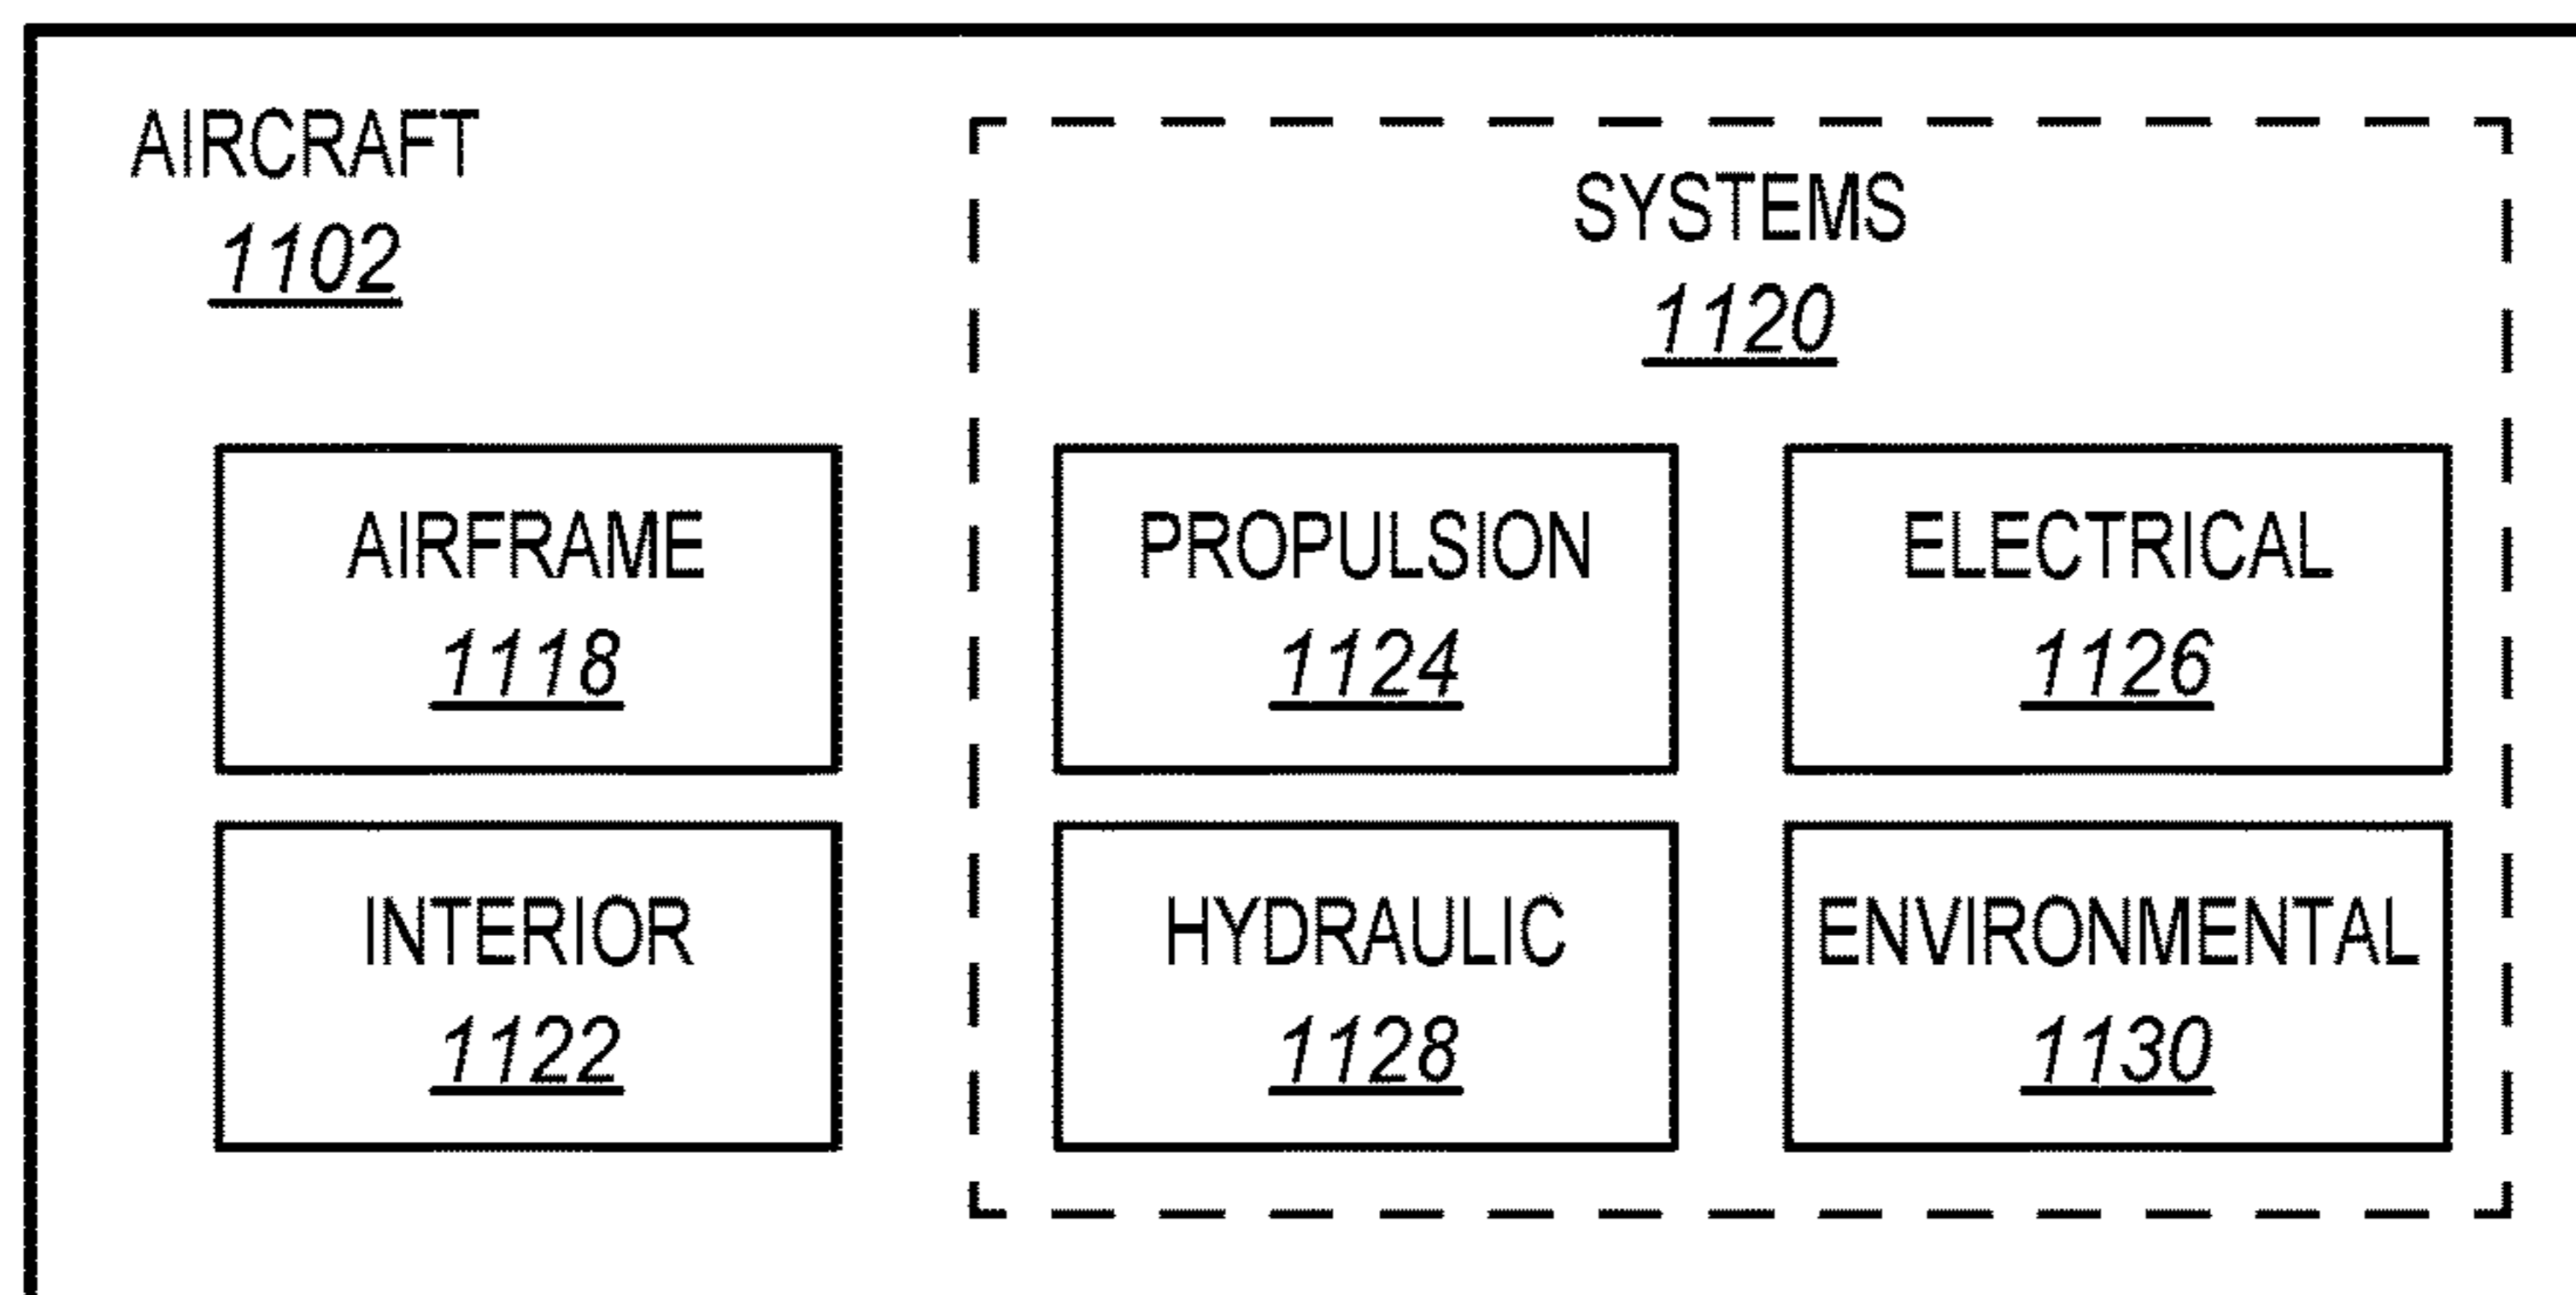 AIRCRAFT
1102
SYSTEMS
1120
AIRFRAME
1118
PROPULSION
1124
ELECTRICAL
1126
INTERIOR
1122
HYDRAULIC
1128
ENVIRONMENTAL
1130